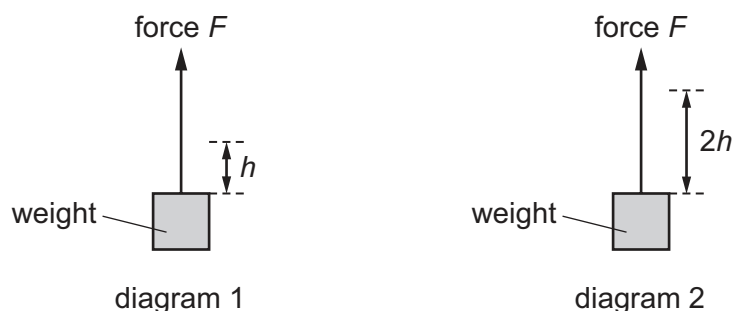 force F
h
weight
diagram 1
force F
2h
weight
diagram 2